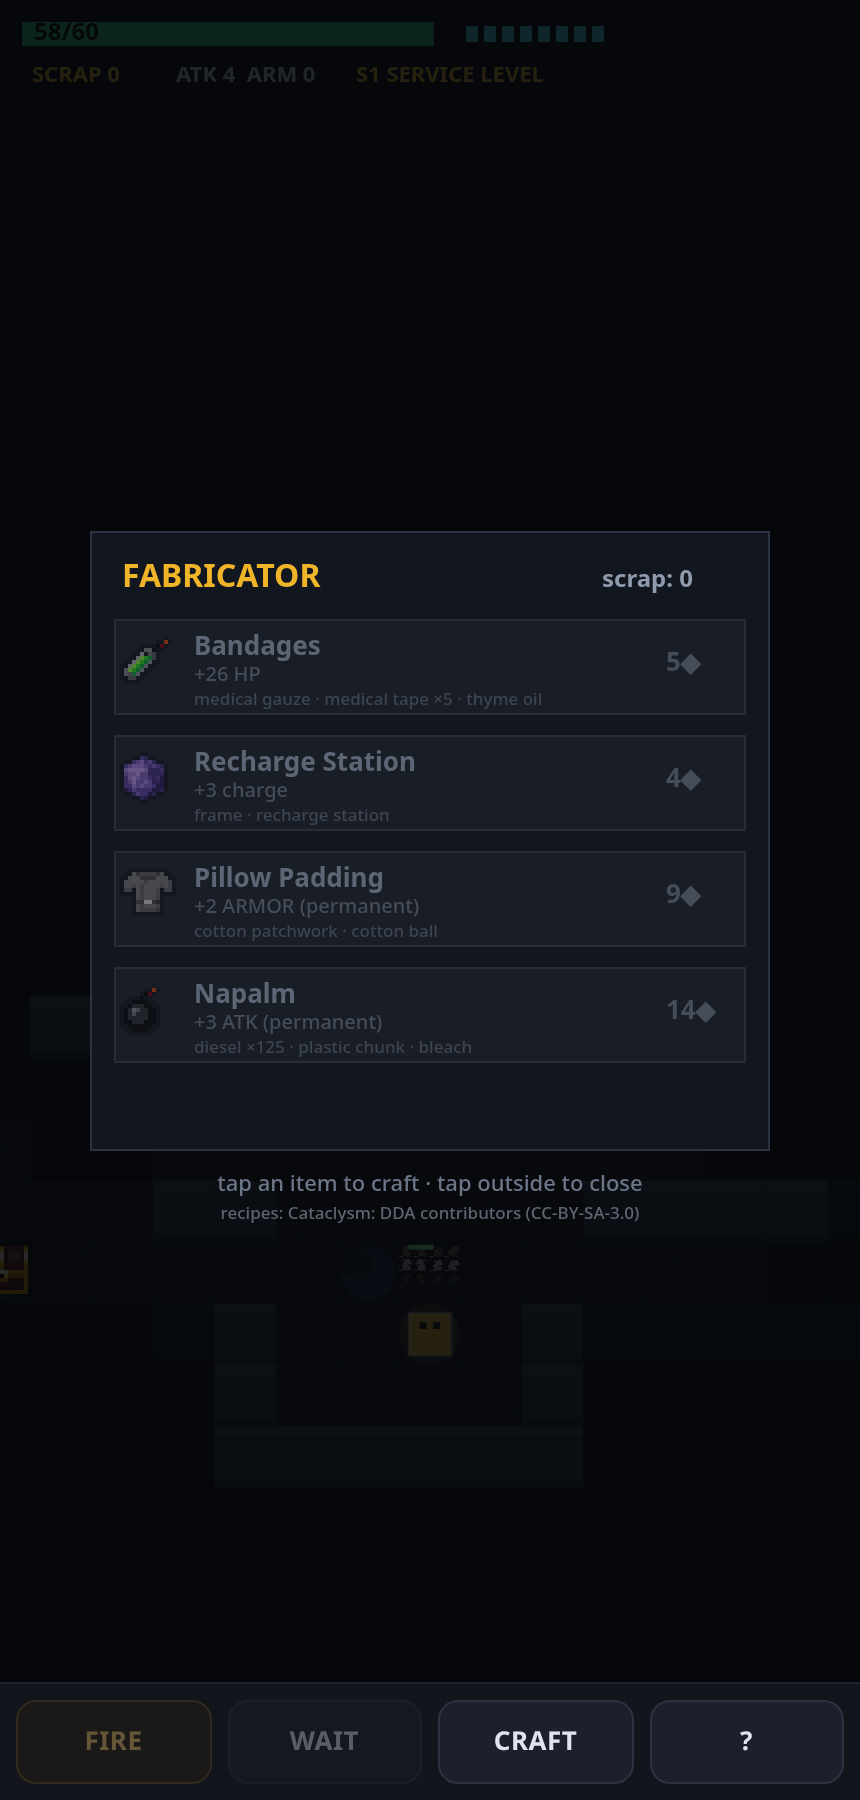 58/60
SCRAP 0 ATK 4 ARM 0 S1 SERVICE LEVEL
FABRICATOR scrap: 0
Bandages
+26 HP
5◆
medical gauze · medical tape ×5 · thyme oil
Recharge Station
+3 charge
4◆
frame · recharge station
Pillow Padding
+2 ARMOR (permanent)
9◆
cotton patchwork · cotton ball
Napalm
+3 ATK (permanent)
14◆
diesel ×125 · plastic chunk · bleach
tap an item to craft · tap outside to close
recipes: Cataclysm: DDA contributors (CC-BY-SA-3.0)
FIRE WAIT CRAFT ?